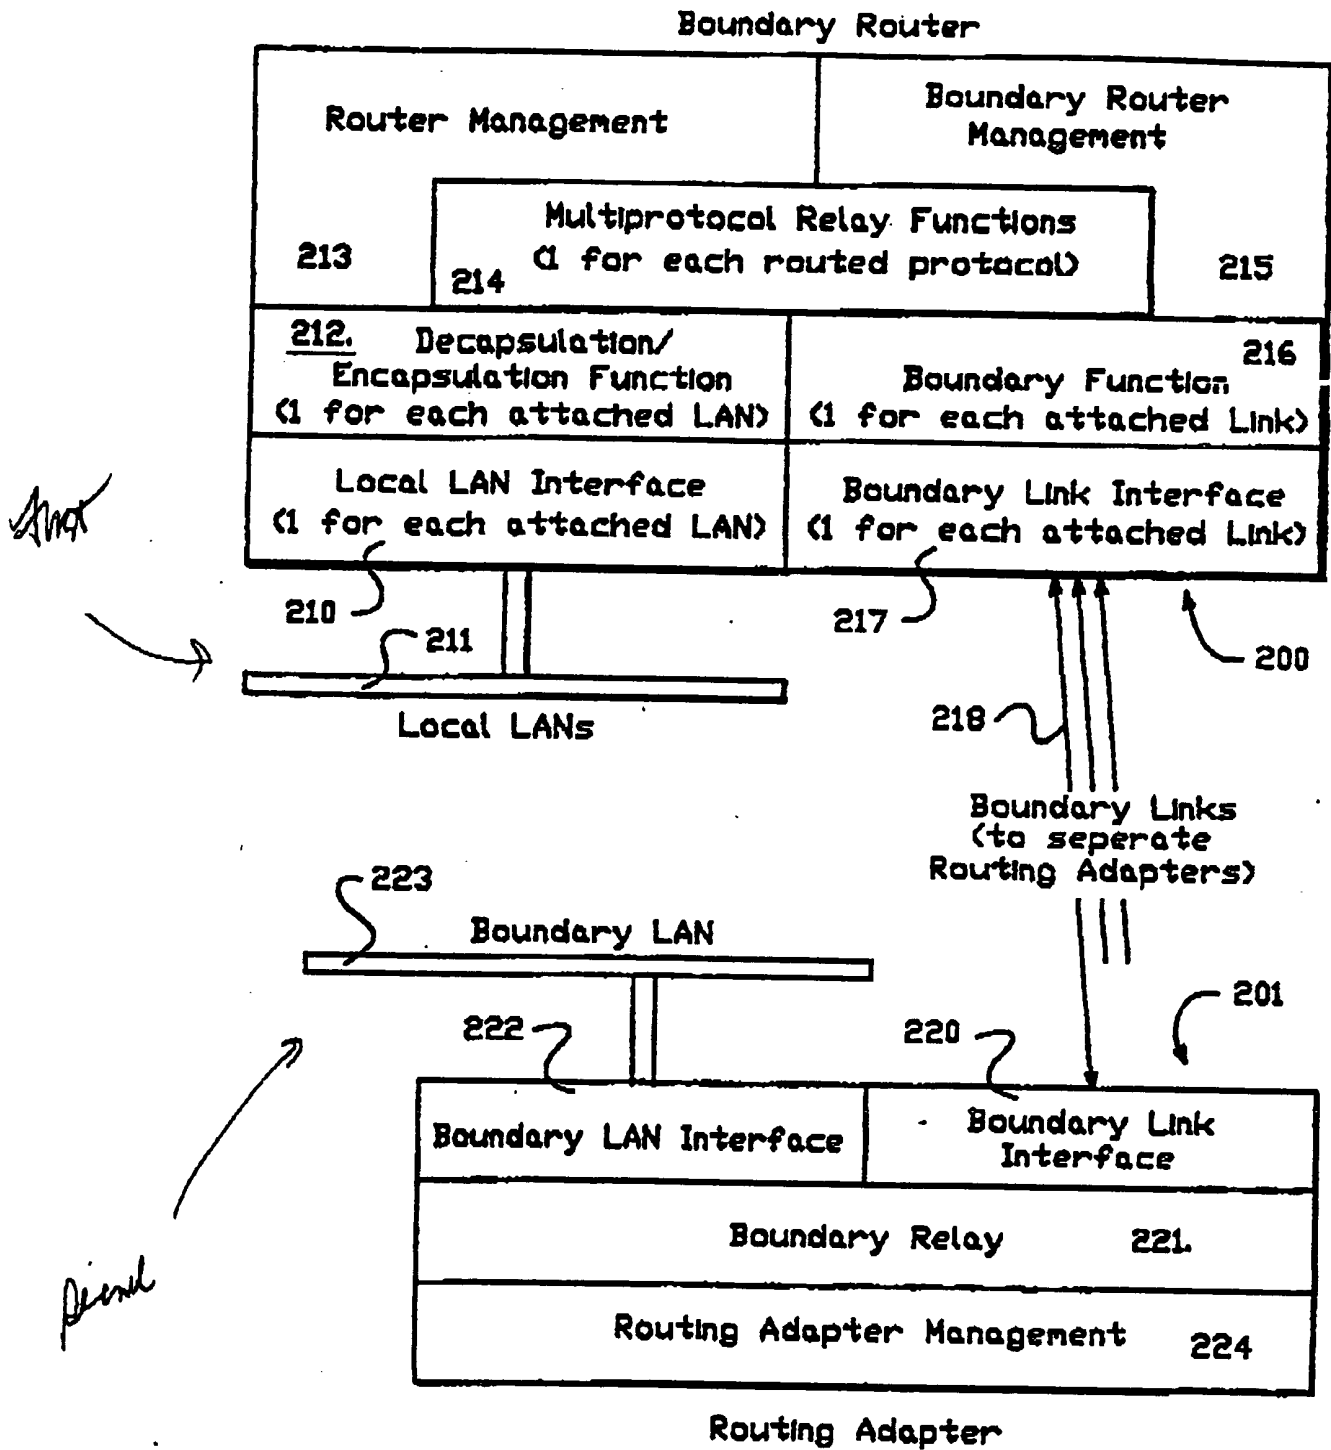 Boundary Router
Router Management
Boundary Router
Management
Multiprotocol Relay Functions
(1 for each routed protocol)
213
214
215
212. Decapsulation/
Encapsulation Function
(1 for each attached LAN)
216
Boundary Function
(1 for each attached Link)
Local LAN Interface
(1 for each attached LAN)
Boundary Link Interface
(1 for each attached Link)
210
211
217
200
Local LANs
218
Boundary Links
(to seperate
Routing Adapters)
223
Boundary LAN
201
222
220
Boundary LAN Interface
Boundary Link
Interface
Boundary Relay 221.
Routing Adapter Management 224
Routing Adapter